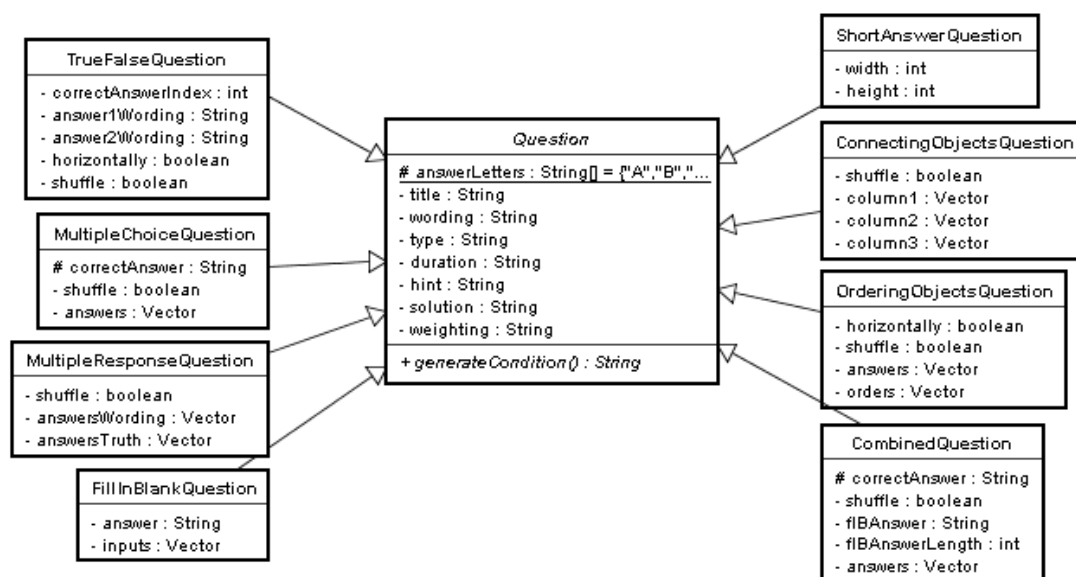 TrueFalseQuestion
- correctAnswerIndex : int
- answer1Wording : String
- answer2Wording : String
- horizontally : boolean
- shuffle : boolean
MultipleChoiceQuestion
# correctAnswer : String
- shuffle : boolean
- answers : Vector
MultipleResponseQuestion
- shuffle : boolean
- answersWording : Vector
- answersTruth : Vector
FillInBlankQuestion
- answer : String
- inputs : Vector
Question
# answerLetters : String[] = {"A","B","...
- title : String
- wording : String
- type : String
- duration : String
- hint : String
- solution : String
- weighting : String
+ generateCondition() : String
ShortAnswerQuestion
- width : int
- height : int
ConnectingObjectsQuestion
- shuffle : boolean
- column1 : Vector
- column2 : Vector
- column3 : Vector
OrderingObjectsQuestion
- horizontally : boolean
- shuffle : boolean
- answers : Vector
- orders : Vector
CombinedQuestion
# correctAnswer : String
- shuffle : boolean
- fIBAnswer : String
- fIBAnswerLength : int
- answers : Vector